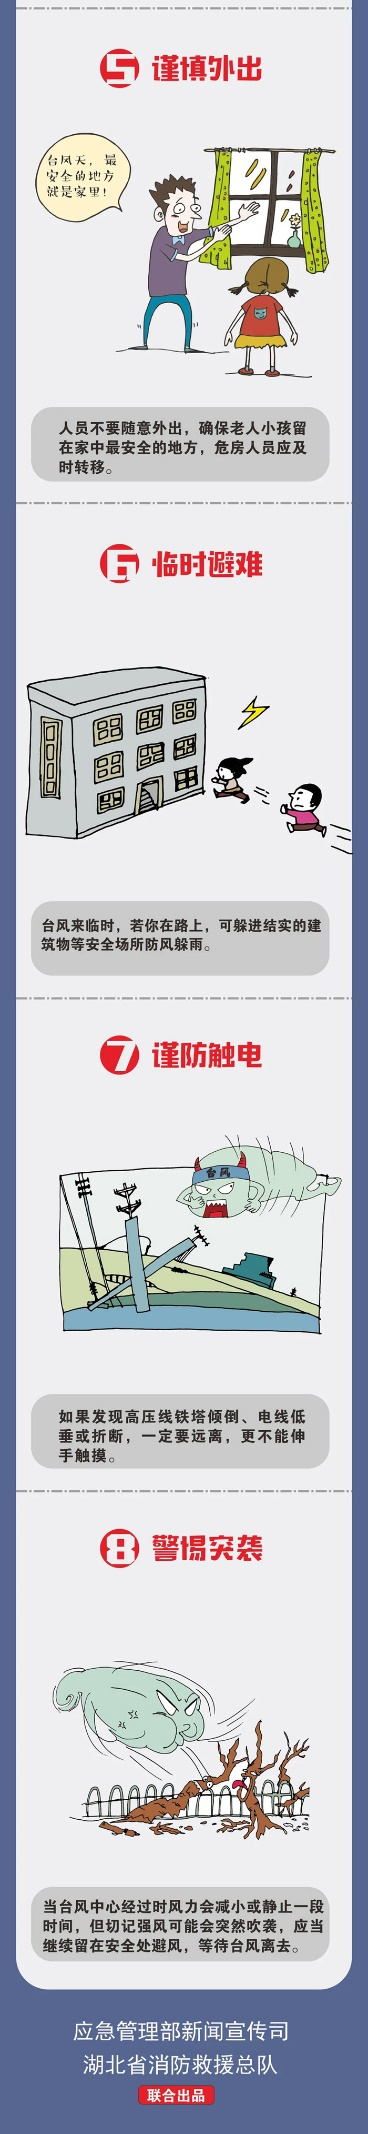 5 谨慎外出
台风天，最
安全的地方
就是家里！
人员不要随意外出，确保老人小孩留
在家中最安全的地方，危房人员应及
时转移。
6 临时避难
台风来临时，若你在路上，可躲进结实的建
筑物等安全场所防风躲雨。
7 谨防触电
台风
如果发现高压线铁塔倾倒、电线低
垂或折断，一定要远离，更不能伸
手触摸。
8 警惕突袭
当台风中心经过时风力会减小或静止一段
时间，但切记强风可能会突然吹袭，应当
继续留在安全处避风，等待台风离去。
应急管理部新闻宣传司
湖北省消防救援总队
联合出品